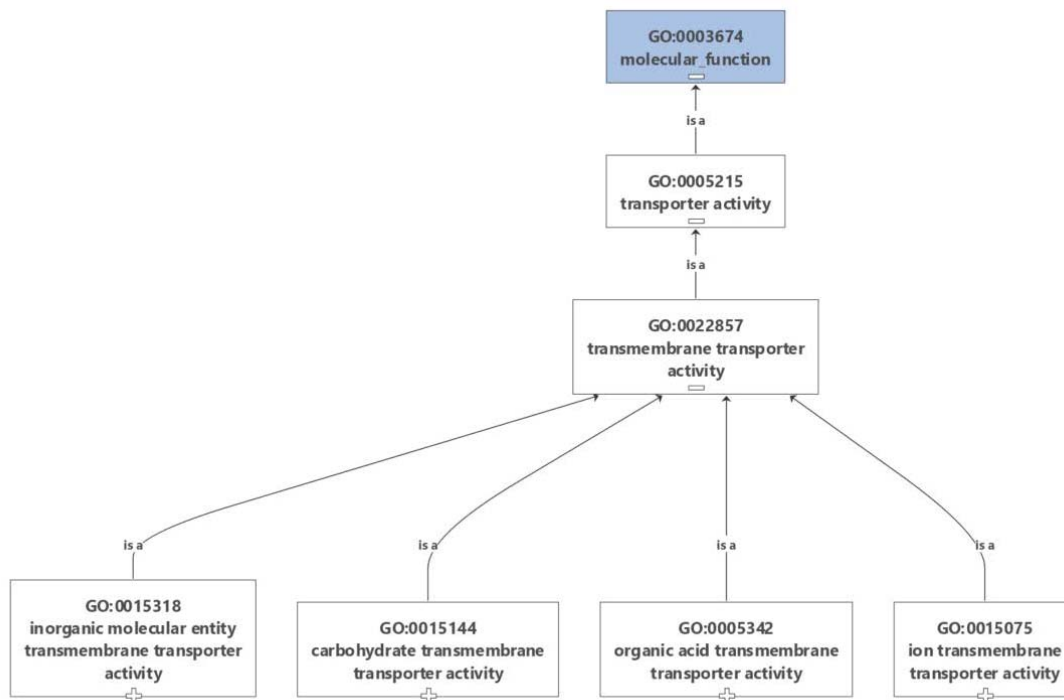 GO:0003674
molecular_function
is a
GO:0005215
transporter activity
is a
GO:0022857
transmembrane transporter
activity
is a
is a
is a
is a
GO:0015318
inorganic molecular entity
transmembrane transporter
activity
GO:0015144
carbohydrate transmembrane
transporter activity
GO:0005342
organic acid transmembrane
transporter activity
GO:0015075
ion transmembrane
transporter activity